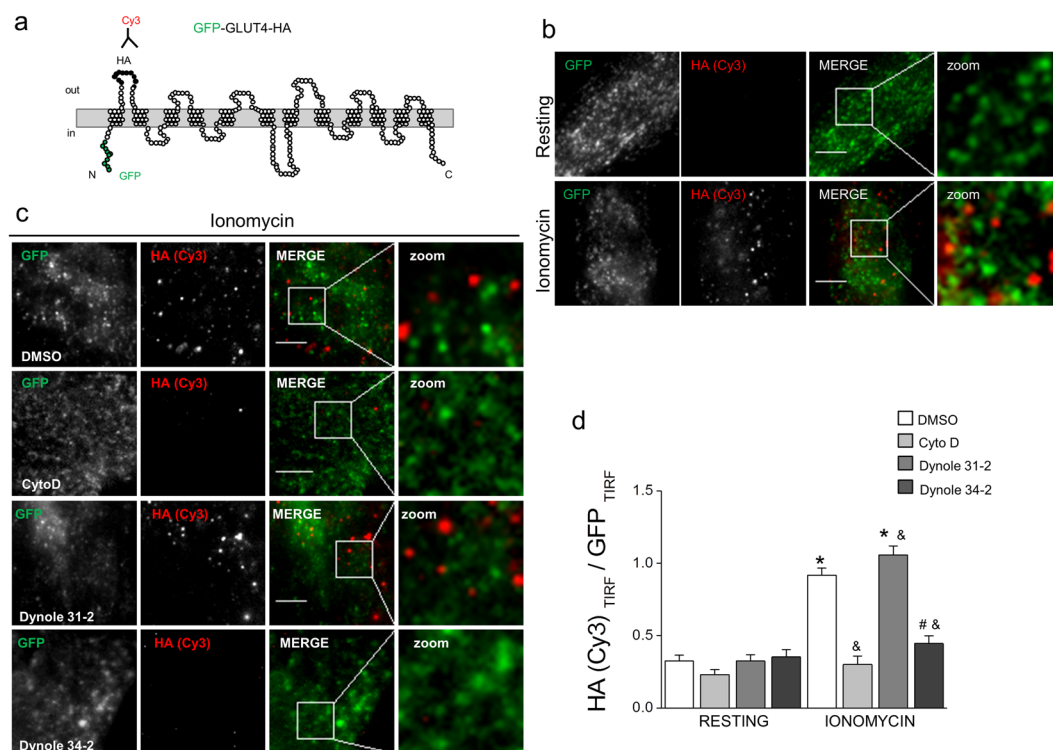 a
Cy3
GFP-GLUT4-HA
HA
out
in
N
GFP
C
b
GFP
HA (Cy3)
MERGE
zoom
Resting
GFP
HA (Cy3)
MERGE
Ionomycin
c
Ionomycin
GFP
HA (Cy3)
MERGE
zoom
DMSO
GFP
HA (Cy3)
MERGE
zoom
CytoD
GFP
HA (Cy3)
MERGE
zoom
Dynole 31-2
GFP
HA (Cy3)
MERGE
zoom
Dynole 34-2
d
DMSO
Cyto D
Dynole 31-2
Dynole 34-2
HA (Cy3) TIRF / GFP TIRF
1.5
1.0
0.5
0.0
*
&
* &
# &
RESTING
IONOMYCIN